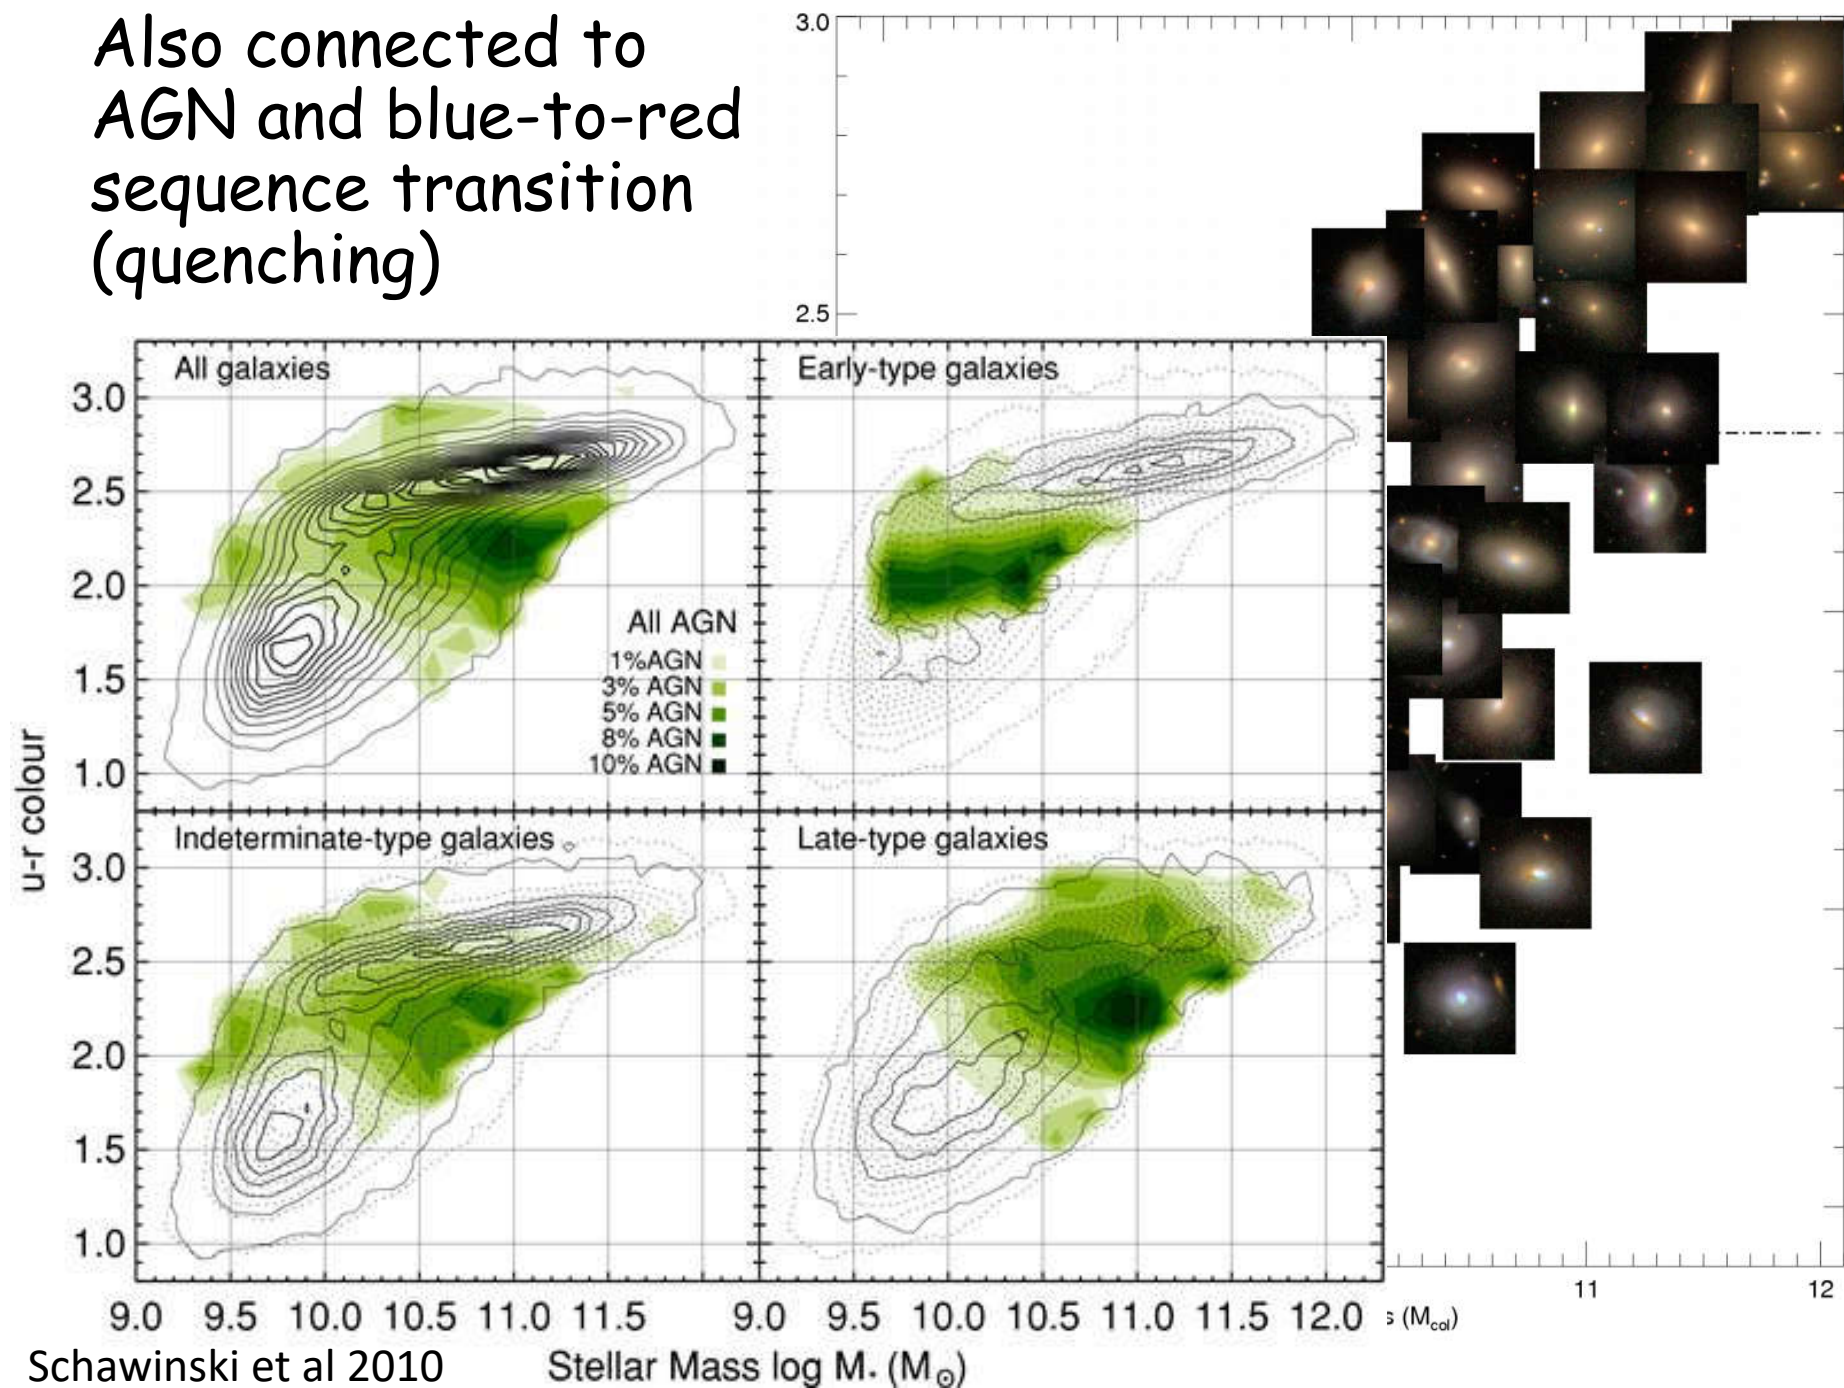 Also connected to
AGN and blue-to-red
sequence transition
(quenching)
3.0
2.5
All galaxies
Early-type galaxies
3.0
2.5
2.0
1.5
1.0
All AGN
1%AGN
3% AGN
5% AGN
8% AGN
10% AGN
Indeterminate-type galaxies
Late-type galaxies
3.0
2.5
2.0
1.5
1.0
u-r colour
9.0 9.5 10.0 10.5 11.0 11.5
9.0 9.5 10.0 10.5 11.0 11.5 12.0
11 12
s (Mcol)
Schawinski et al 2010
Stellar Mass log M* (M☉)